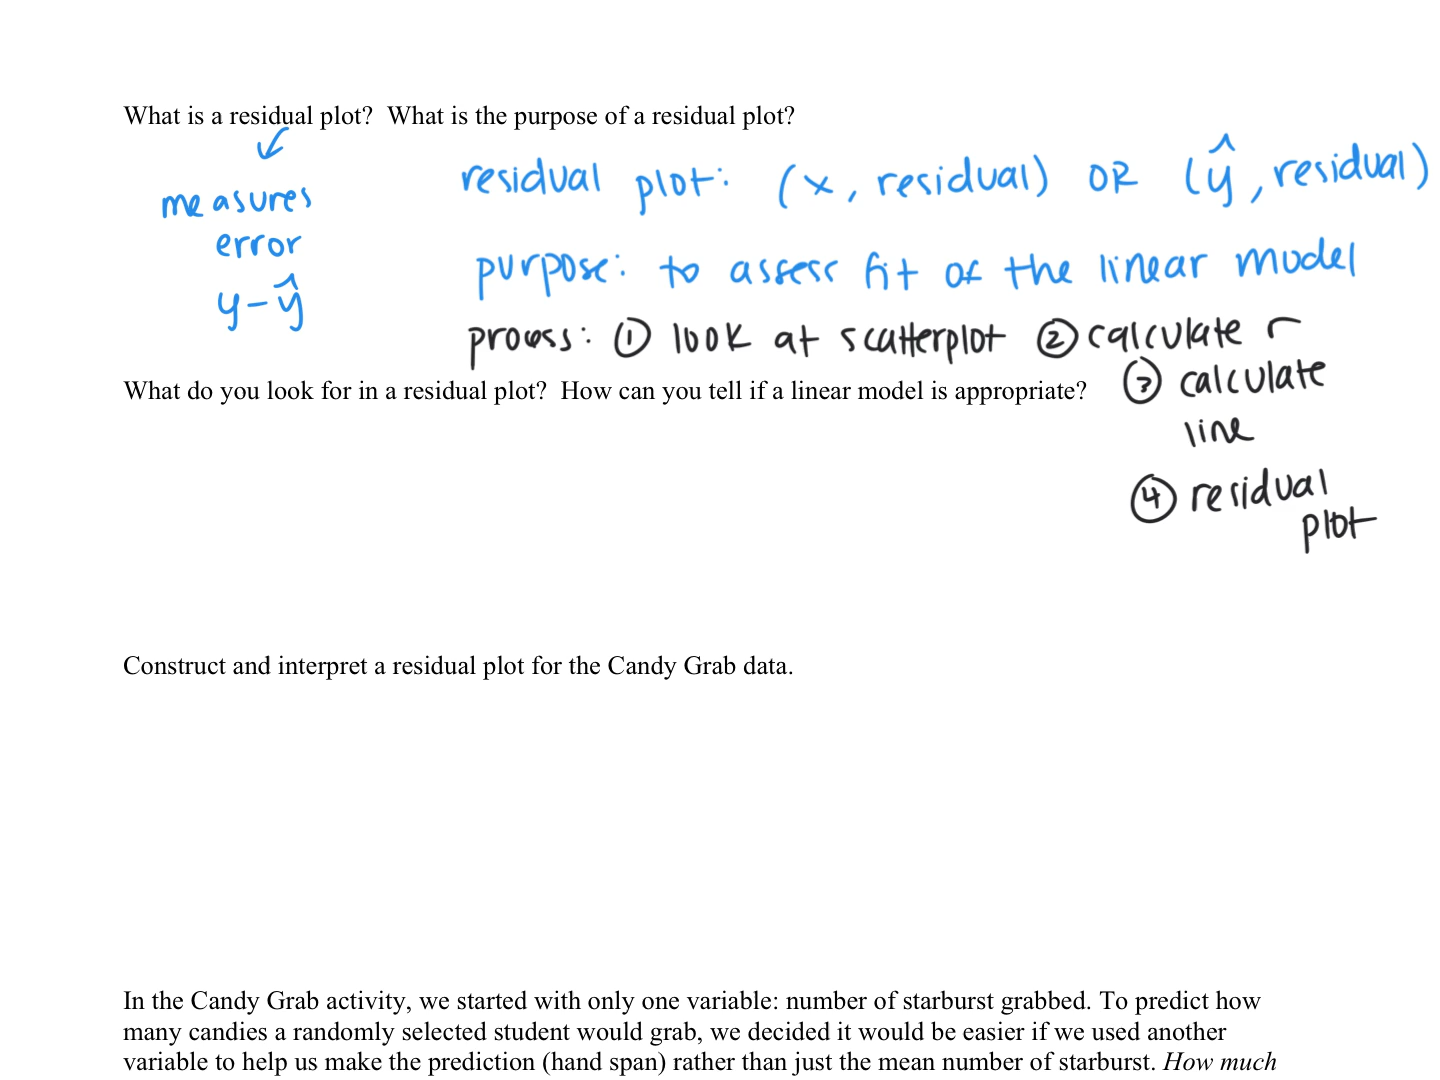 What is a residual plot? What is the purpose of a residual plot?
measures
error
y-ŷ
residual plot: (x, residual) OR (ŷ, residual)
purpose: to assess fit of the linear model
process: ① look at scatterplot ② calculate r
③ calculate
line
④ residual
plot
What do you look for in a residual plot? How can you tell if a linear model is appropriate?
Construct and interpret a residual plot for the Candy Grab data.
In the Candy Grab activity, we started with only one variable: number of starburst grabbed. To predict how
many candies a randomly selected student would grab, we decided it would be easier if we used another
variable to help us make the prediction (hand span) rather than just the mean number of starburst. How much